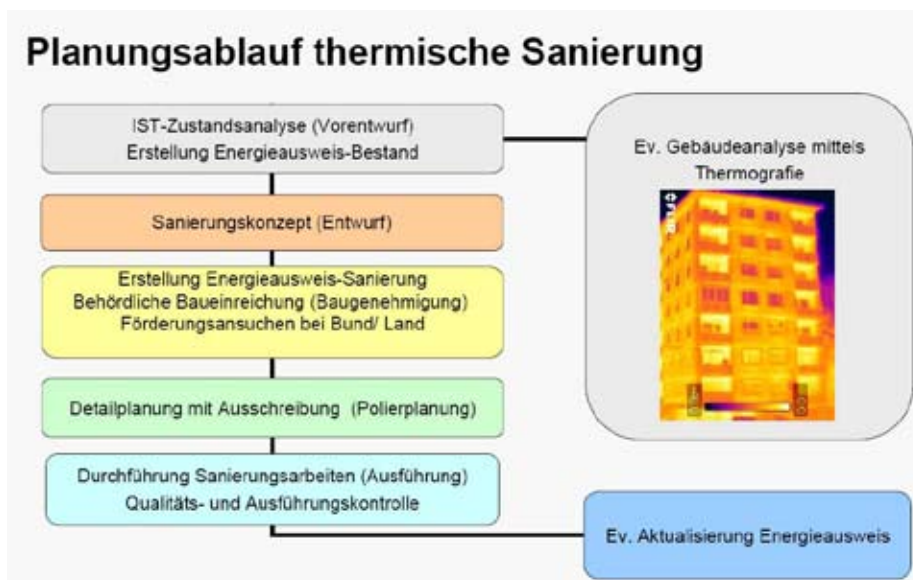 Planungsablauf thermische Sanierung
IST-Zustandsanalyse (Vorentwurf)
Erstellung Energieausweis-Bestand
Ev. Gebäudeanalyse mittels
Thermografie
Sanierungskonzept (Entwurf)
Erstellung Energieausweis-Sanierung
Behördliche Baueinreichung (Baugenehmigung)
Förderungsansuchen bei Bund/ Land
Detailplanung mit Ausschreibung (Polierplanung)
Durchführung Sanierungsarbeiten (Ausführung)
Qualitäts- und Ausführungskontrolle
Ev. Aktualisierung Energieausweis